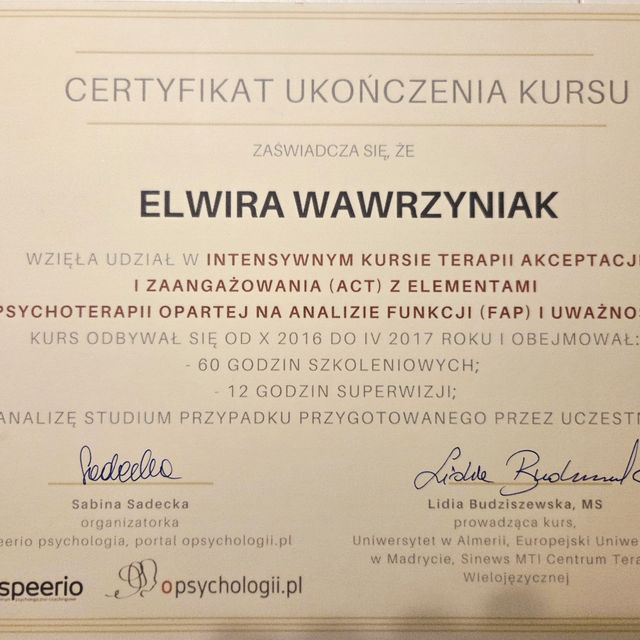 CERTYFIKAT UKOŃCZENIA KURSU
ZAŚWIADCZA SIĘ, ŻE
ELWIRA WAWRZYNIAK
WZIĘŁA UDZIAŁ W INTENSYWNYM KURSIE TERAPII AKCEPTACJI
I ZAANGAŻOWANIA (ACT) Z ELEMENTAMI
PSYCHOTERAPII OPARTEJ NA ANALIZIE FUNKCJI (FAP) I UWAŻNOŚ
KURS ODBYWAŁ SIĘ OD X 2016 DO IV 2017 ROKU I OBEJMOWAŁ:
- 60 GODZIN SZKOLENIOWYCH;
- 12 GODZIN SUPERWIZJI;
ANALIZĘ STUDIUM PRZYPADKU PRZYGOTOWANEGO PRZEZ UCZESTN
Sadecka
Sabina Sadecka
organizatorka
eerio psychologia, portal opsychologii.pl
speerio
opsychologii.pl
Lidia Budziszewska, MS
prowadząca kurs,
Uniwersytet w Almerii, Europejski Uniwe
w Madrycie, Sinews MTI Centrum Tera
Wielojęzycznej